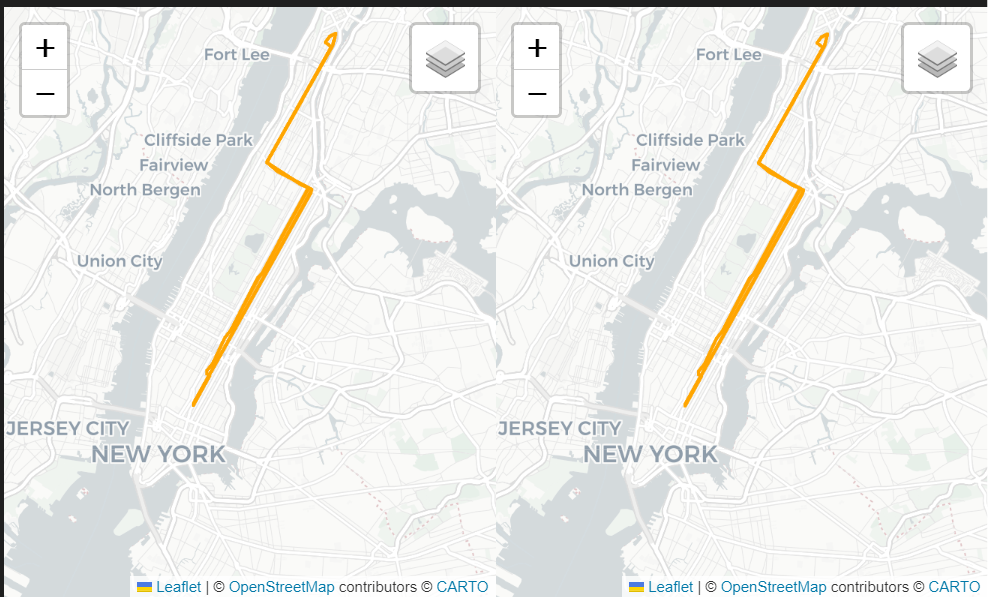 +
−
Fort Lee
Cliffside Park
Fairview
North Bergen
Union City
JERSEY CITY
NEW YORK
Leaflet | © OpenStreetMap contributors © CARTO
+
−
Fort Lee
Cliffside Park
Fairview
North Bergen
Union City
JERSEY CITY
NEW YORK
Leaflet | © OpenStreetMap contributors © CARTO